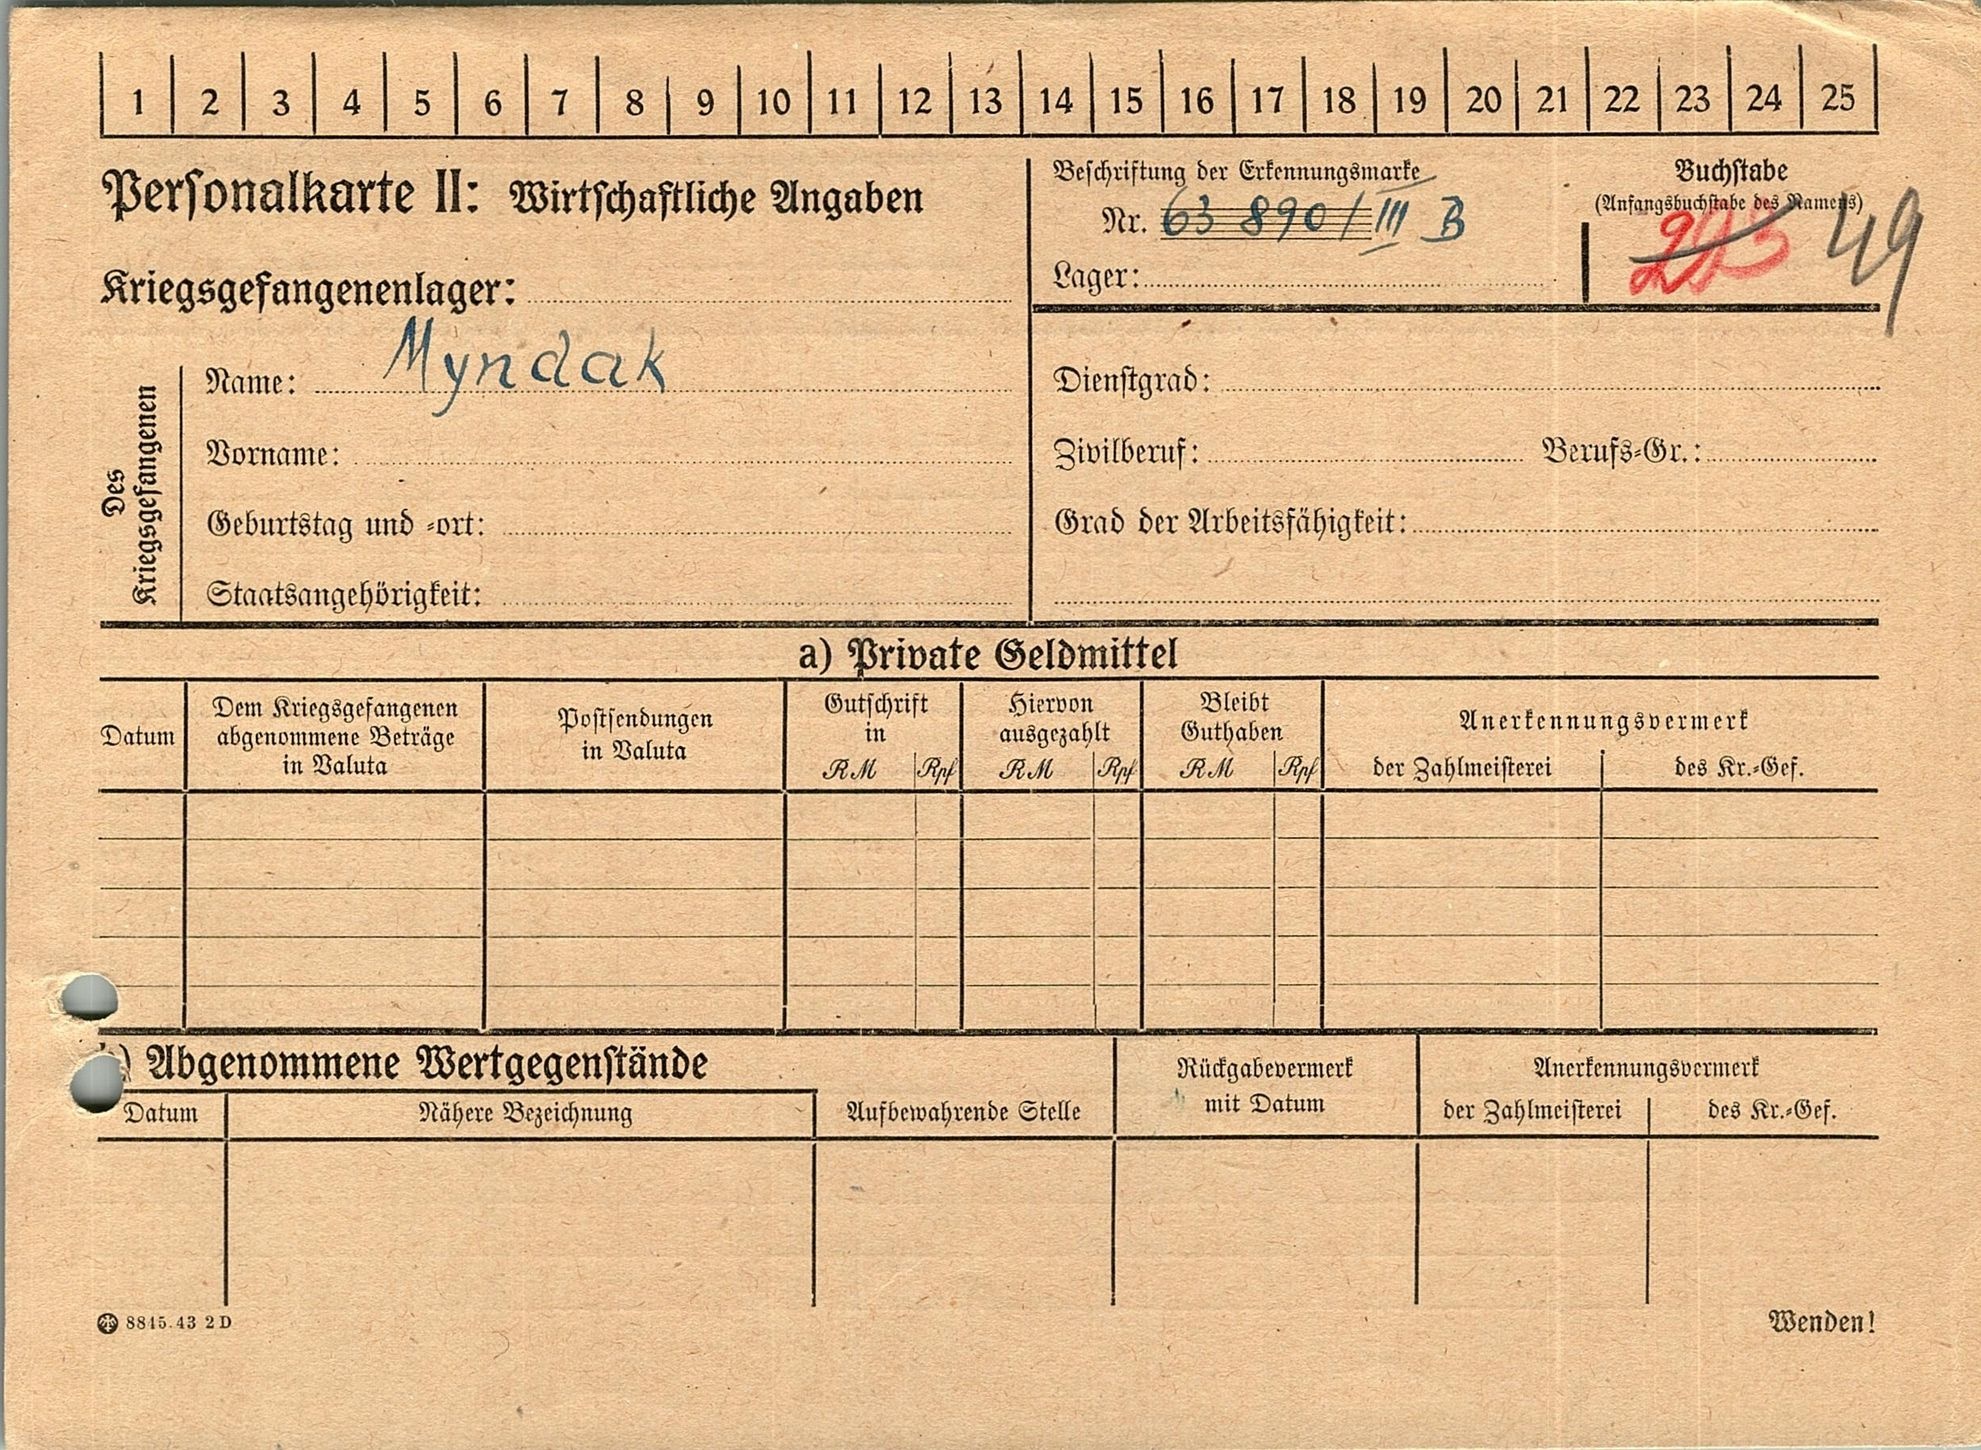 1 2 3 4 5 6 7 8 9 10 11 12 13 14 15 16 17 18 19 20 21 22 23 24 25
Personalkarte II: Wirtschaftliche Angaben
Beschriftung der Erkennungsmarke
Nr. 63 890 / III B
Lager:
Buchstabe
(Anfangsbuchstabe des Namens)
49
Kriegsgefangenenlager:
Des Kriegsgefangenen
Name: Myndak
Vorname:
Geburtstag und -ort:
Staatsangehörigkeit:
Dienstgrad:
Zivilberuf: Berufs-Gr.:
Grad der Arbeitsfähigkeit:
a) Private Geldmittel
Datum
Dem Kriegsgefangenen
abgenommene Beträge
in Valuta
Postsendungen
in Valuta
Gutschrift
in
RM Rpf
Hiervon
ausgezahlt
RM Rpf
Bleibt
Guthaben
RM Rpf
Anerkennungsvermerk
der Zahlmeisterei des Kr.-Gef.
) Abgenommene Wertgegenstände
Datum Nähere Bezeichnung Aufbewahrende Stelle
Rückgabevermerk
mit Datum
Anerkennungsvermerk
der Zahlmeisterei des Kr.-Gef.
8845.43 2D
Wenden!